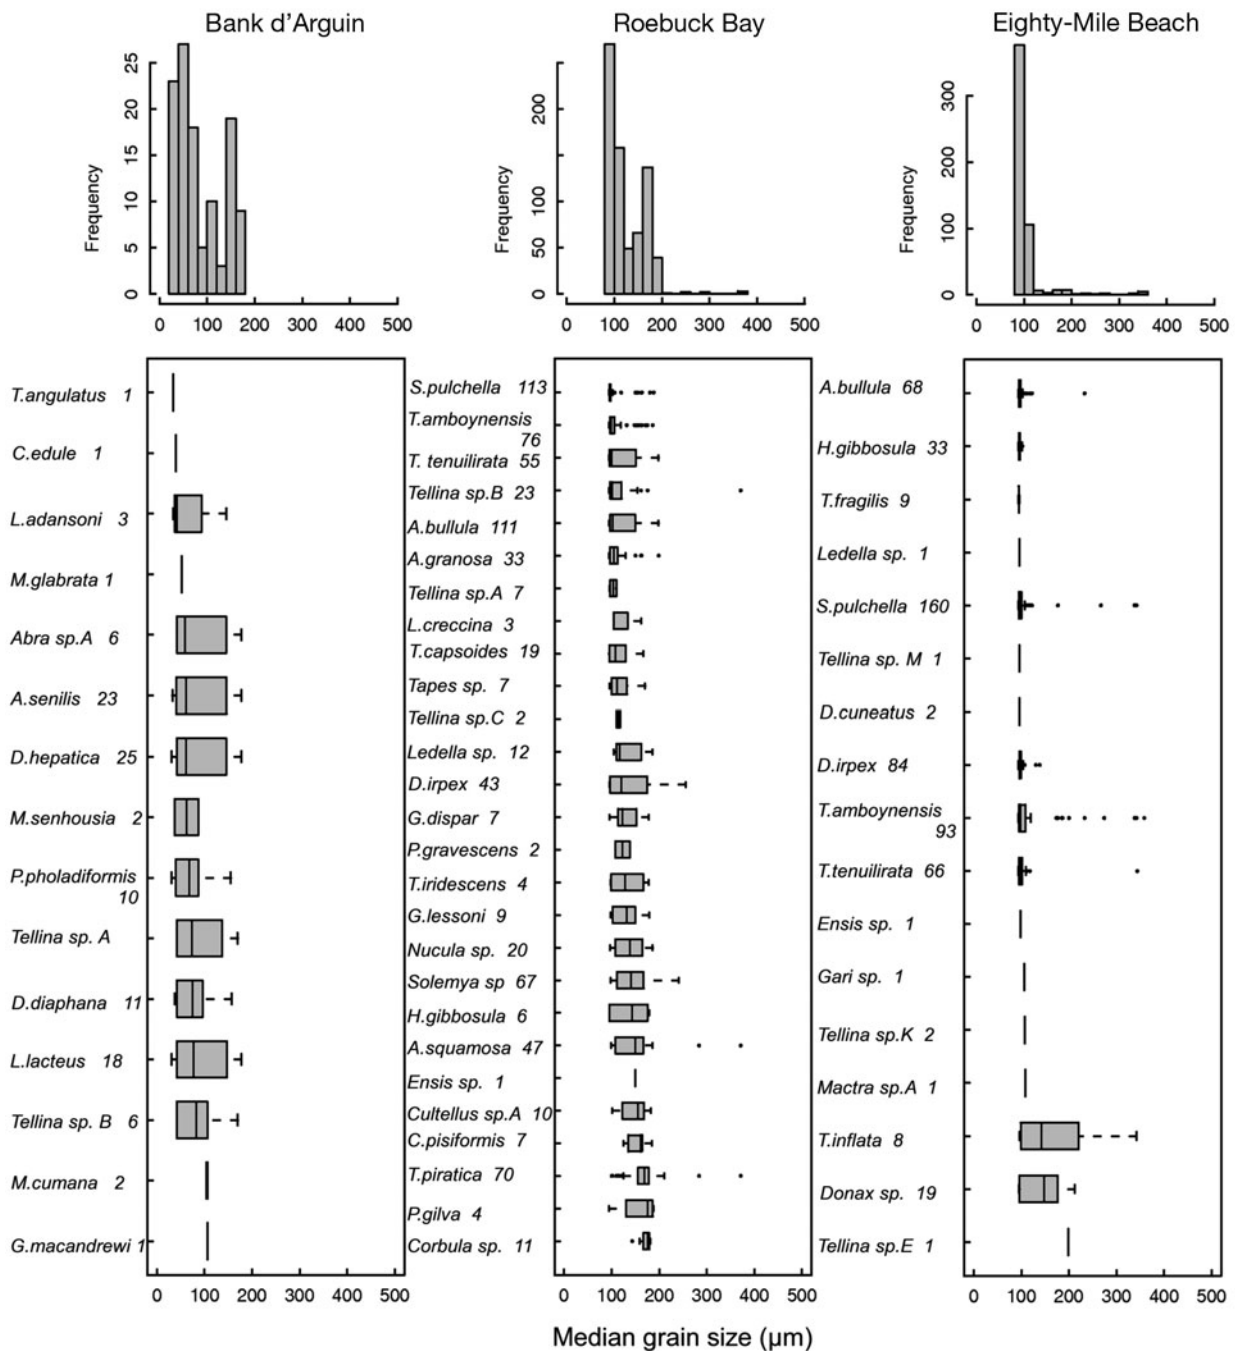 Bank d’Arguin
Roebuck Bay
Eighty-Mile Beach
Frequency
0 5 10 15 20 25
0 100 200 300 400 500
Frequency
0 50 100 200
0 100 200 300 400 500
Frequency
0 100 200 300
0 100 200 300 400 500
T.angulatus 1
C.edule 1
L.adansoni 3
M.glabrata 1
Abra sp.A 6
A.senilis 23
D.hepatica 25
M.senhousia 2
P.pholadiformis
10
Tellina sp. A
D.diaphana 11
L.lacteus 18
Tellina sp. B 6
M.cumana 2
G.macandrewi 1
0 100 200 300 400 500
S.pulchella 113
T.amboynensis
76
T. tenuilirata 55
Tellina sp.B 23
A.bullula 111
A.granosa 33
Tellina sp.A 7
L.creccina 3
T.capsoides 19
Tapes sp. 7
Tellina sp.C 2
Ledella sp. 12
D.irpex 43
G.dispar 7
P.gravescens 2
T.iridescens 4
G.lessoni 9
Nucula sp. 20
Solemya sp 67
H.gibbosula 6
A.squamosa 47
Ensis sp. 1
Cultellus sp.A 10
C.pisiformis 7
T.piratica 70
P.gilva 4
Corbula sp. 11
0 100 200 300 400 500
A.bullula 68
H.gibbosula 33
T.fragilis 9
Ledella sp. 1
S.pulchella 160
Tellina sp. M 1
D.cuneatus 2
D.irpex 84
T.amboynensis
93
T.tenuilirata 66
Ensis sp. 1
Gari sp. 1
Tellina sp.K 2
Mactra sp.A 1
T.inflata 8
Donax sp. 19
Tellina sp.E 1
0 100 200 300 400 500
Median grain size (µm)